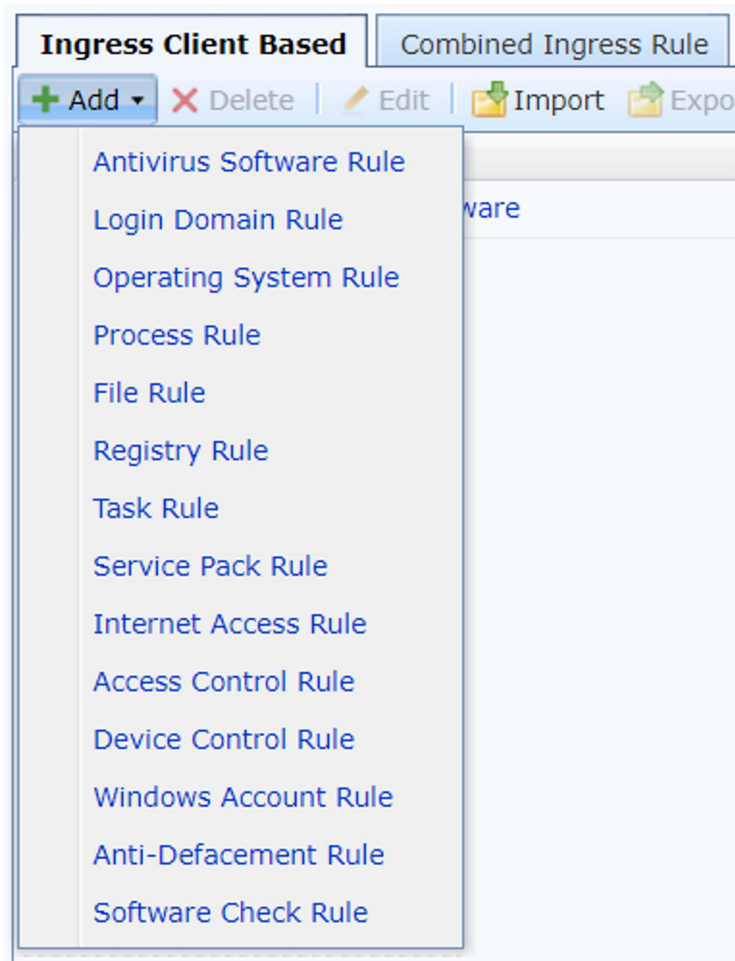 Ingress Client Based Combined Ingress Rule
Add Delete Edit Import Expo
Antivirus Software Rule
Login Domain Rule
ware
Operating System Rule
Process Rule
File Rule
Registry Rule
Task Rule
Service Pack Rule
Internet Access Rule
Access Control Rule
Device Control Rule
Windows Account Rule
Anti-Defacement Rule
Software Check Rule